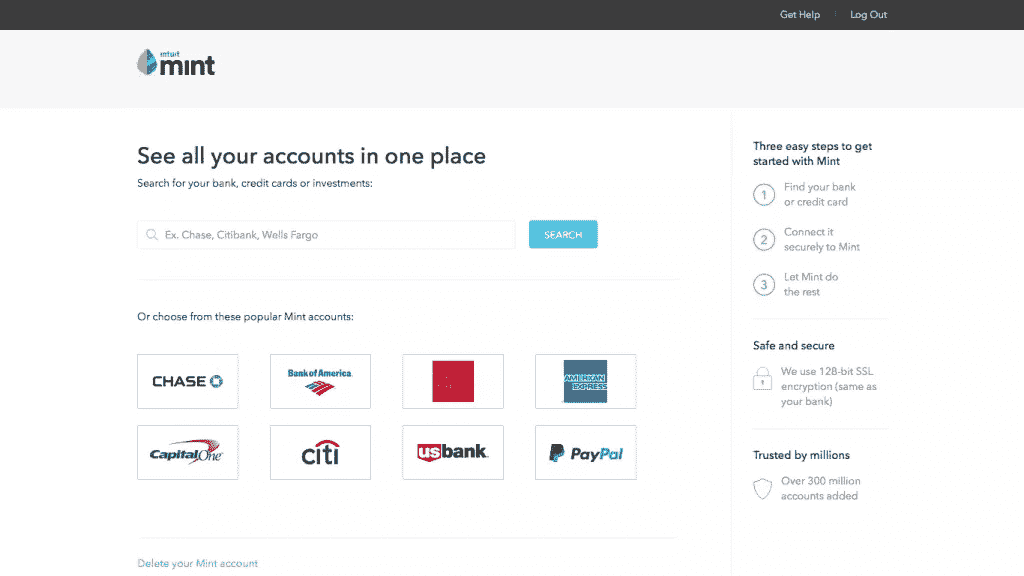 Get Help
Log Out
intuit
mint
See all your accounts in one place
Search for your bank, credit cards or investments:
Ex. Chase, Citibank, Wells Fargo
SEARCH
Or choose from these popular Mint accounts:
CHASE
Bank of America
AMERICAN
EXPRESS
Capital One
citi
usbank
PayPal
Delete your Mint account
Three easy steps to get
started with Mint
1
Find your bank
or credit card
2
Connect it
securely to Mint
3
Let Mint do
the rest
Safe and secure
We use 128-bit SSL
encryption (same as
your bank)
Trusted by millions
Over 300 million
accounts added